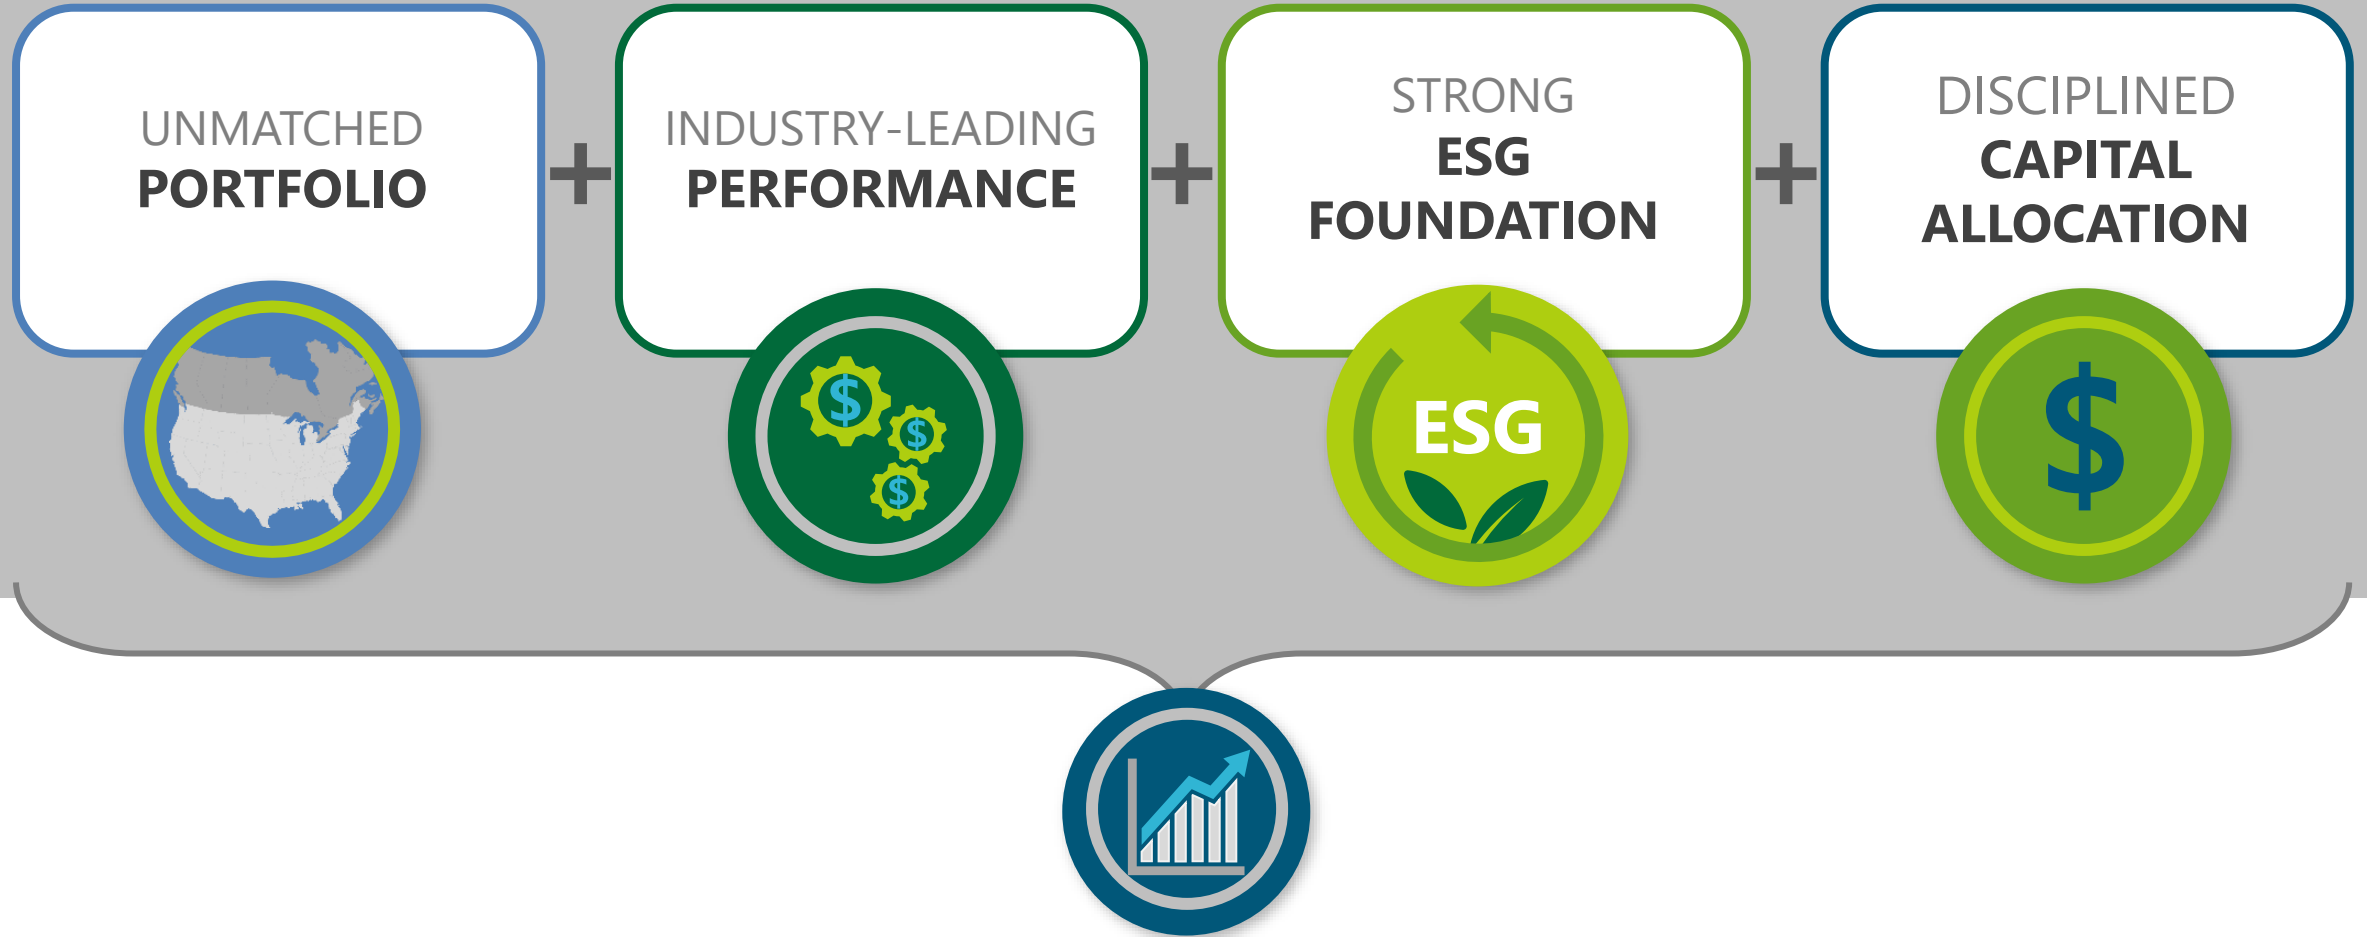 UNMATCHED
PORTFOLIO
+
INDUSTRY-LEADING
PERFORMANCE
+
STRONG
ESG
FOUNDATION
+
DISCIPLINED
CAPITAL
ALLOCATION
$
$
$
ESG
$